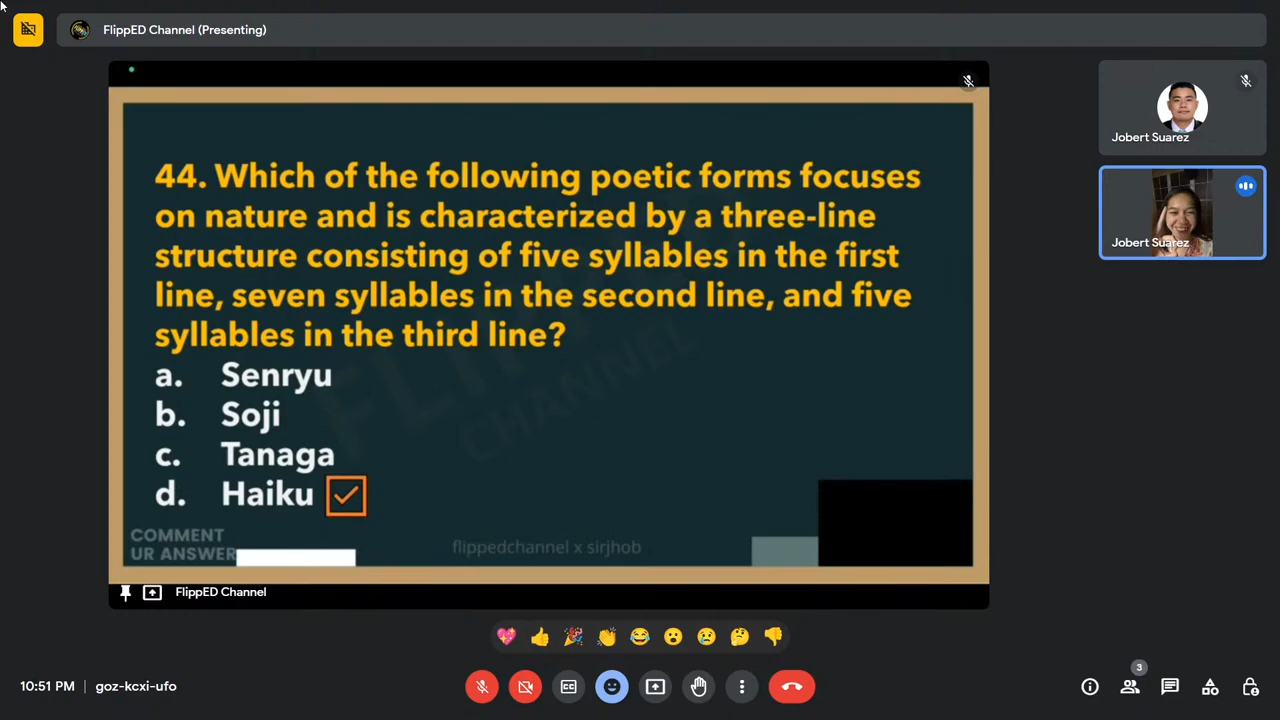 FlippED Channel (Presenting)
44. Which of the following poetic forms focuses
on nature and is characterized by a three-line
structure consisting of five syllables in the first
line, seven syllables in the second line, and five
syllables in the third line?
a. Senryu
b. Soji
c. Tanaga
d. Haiku
COMMENT
UR ANSWER
flippedchannel x sirjhob
FLIPPED
CHANNEL
FlippED Channel
Jobert Suarez
Jobert Suarez
10:51 PM | goz-kcxi-ufo
3